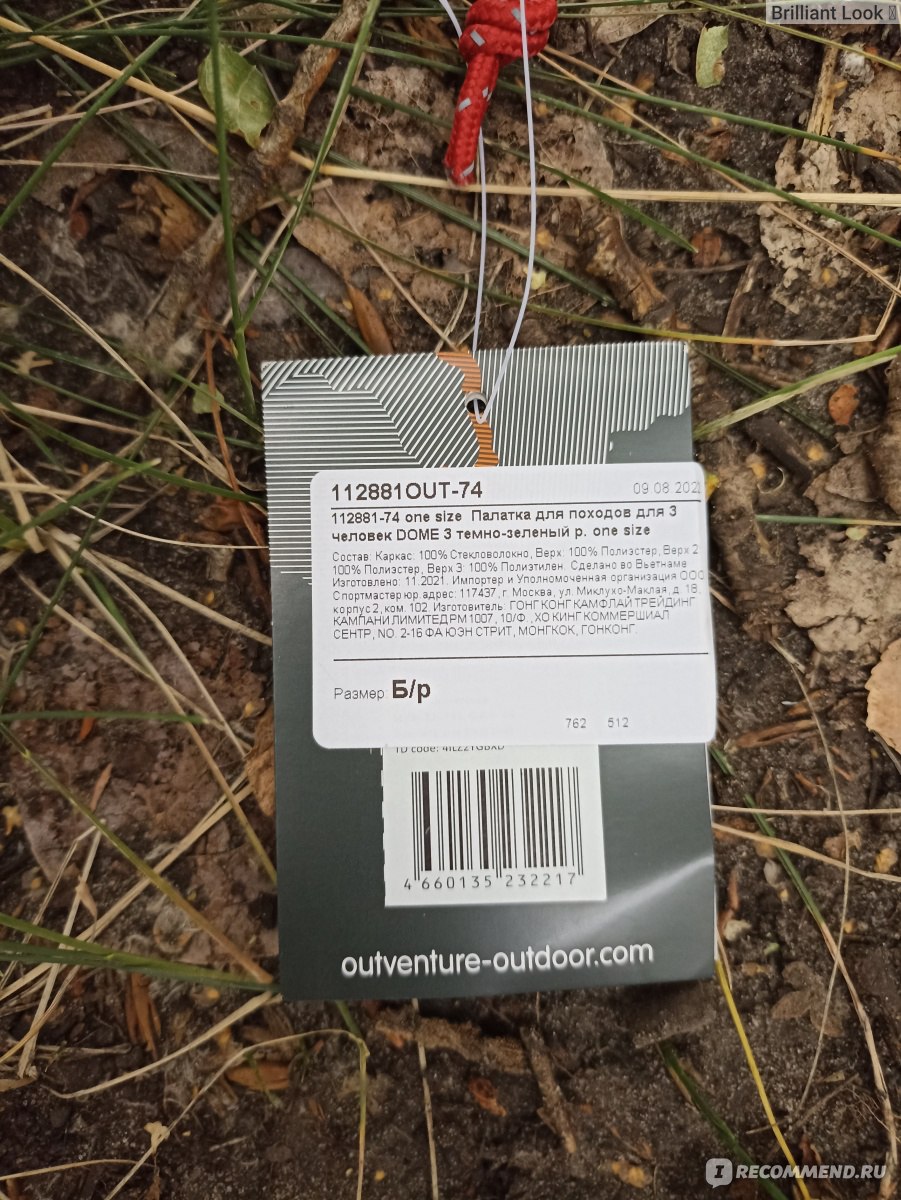 Brilliant Look
112881OUT-74 09 08 202
112881-74 one size Палатка для походов для 3
человек DOME 3 темно-зеленый р. one size
Состав: Каркас: 100% Стекловолокно, Верх: 100% Полиэстер, Верх 2
100% Полиэстер, Верх 3: 100% Полиэтилен. Сделано во Вьетнаме
Изготовлено: 11.2021. Импортер и Уполномоченная организация ООО
Спортмастер юр. адрес: 117437, г. Москва, ул. Миклухо-Маклая, д. 18,
корпус 2, ком. 102. Изготовитель: ГОНГ КОНГ КАМФЛАЙ ТРЕЙДИНГ
КАМПАНИ ЛИМИТЕД РМ 1007, 10/Ф., ХО КИНГ КОММЕРШИАЛ
СЕНТР, NO. 2-16 ФА ЮЭН СТРИТ, МОНГКОК, ГОНКОНГ.
Размер: Б/р
762 512
TD code:
4 660135 232217
outventure-outdoor.com
IRECOMMEND.RU